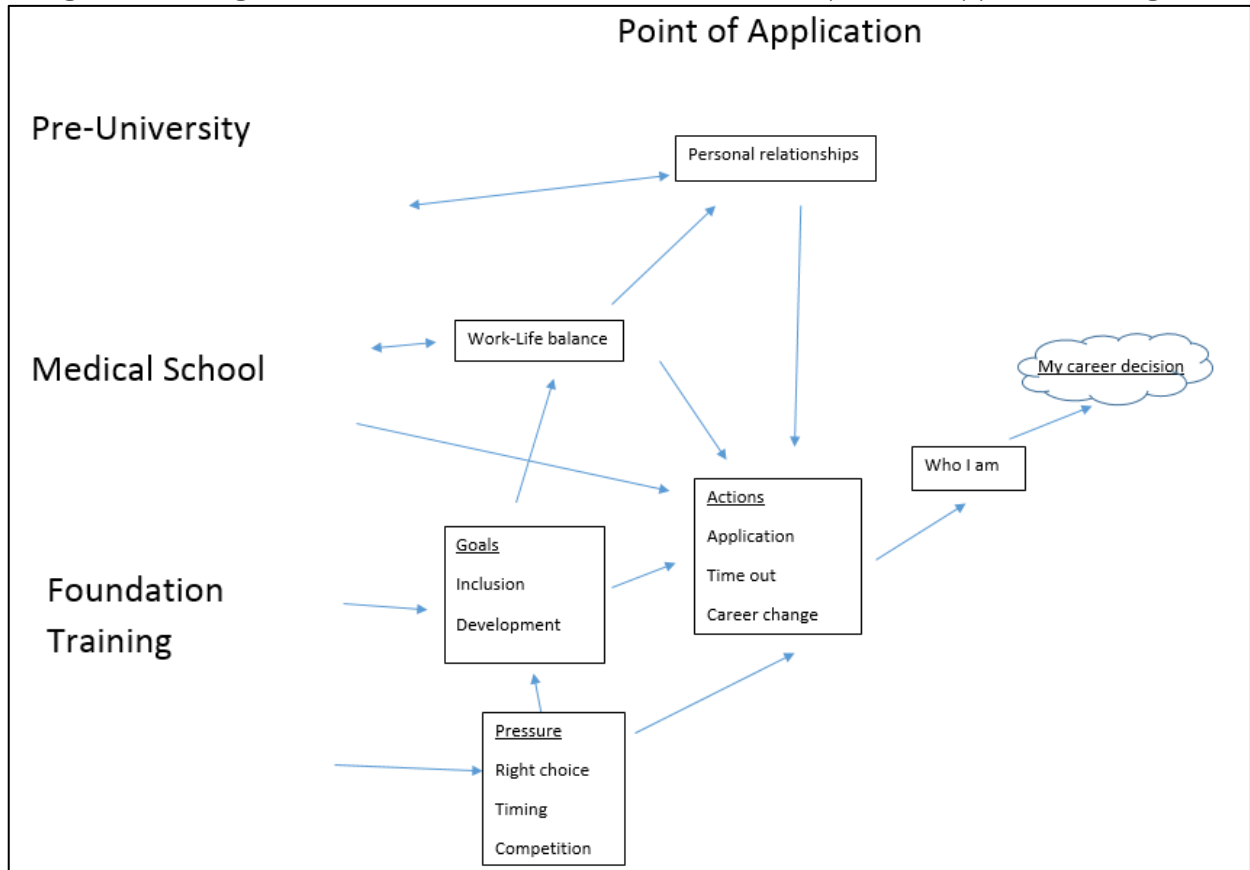 Point of Application
Pre-University
Personal relationships
Work-Life balance
Medical School
My career decision
Who I am
Actions
Application
Time out
Career change
Goals
Inclusion
Development
Foundation
Training
Pressure
Right choice
Timing
Competition